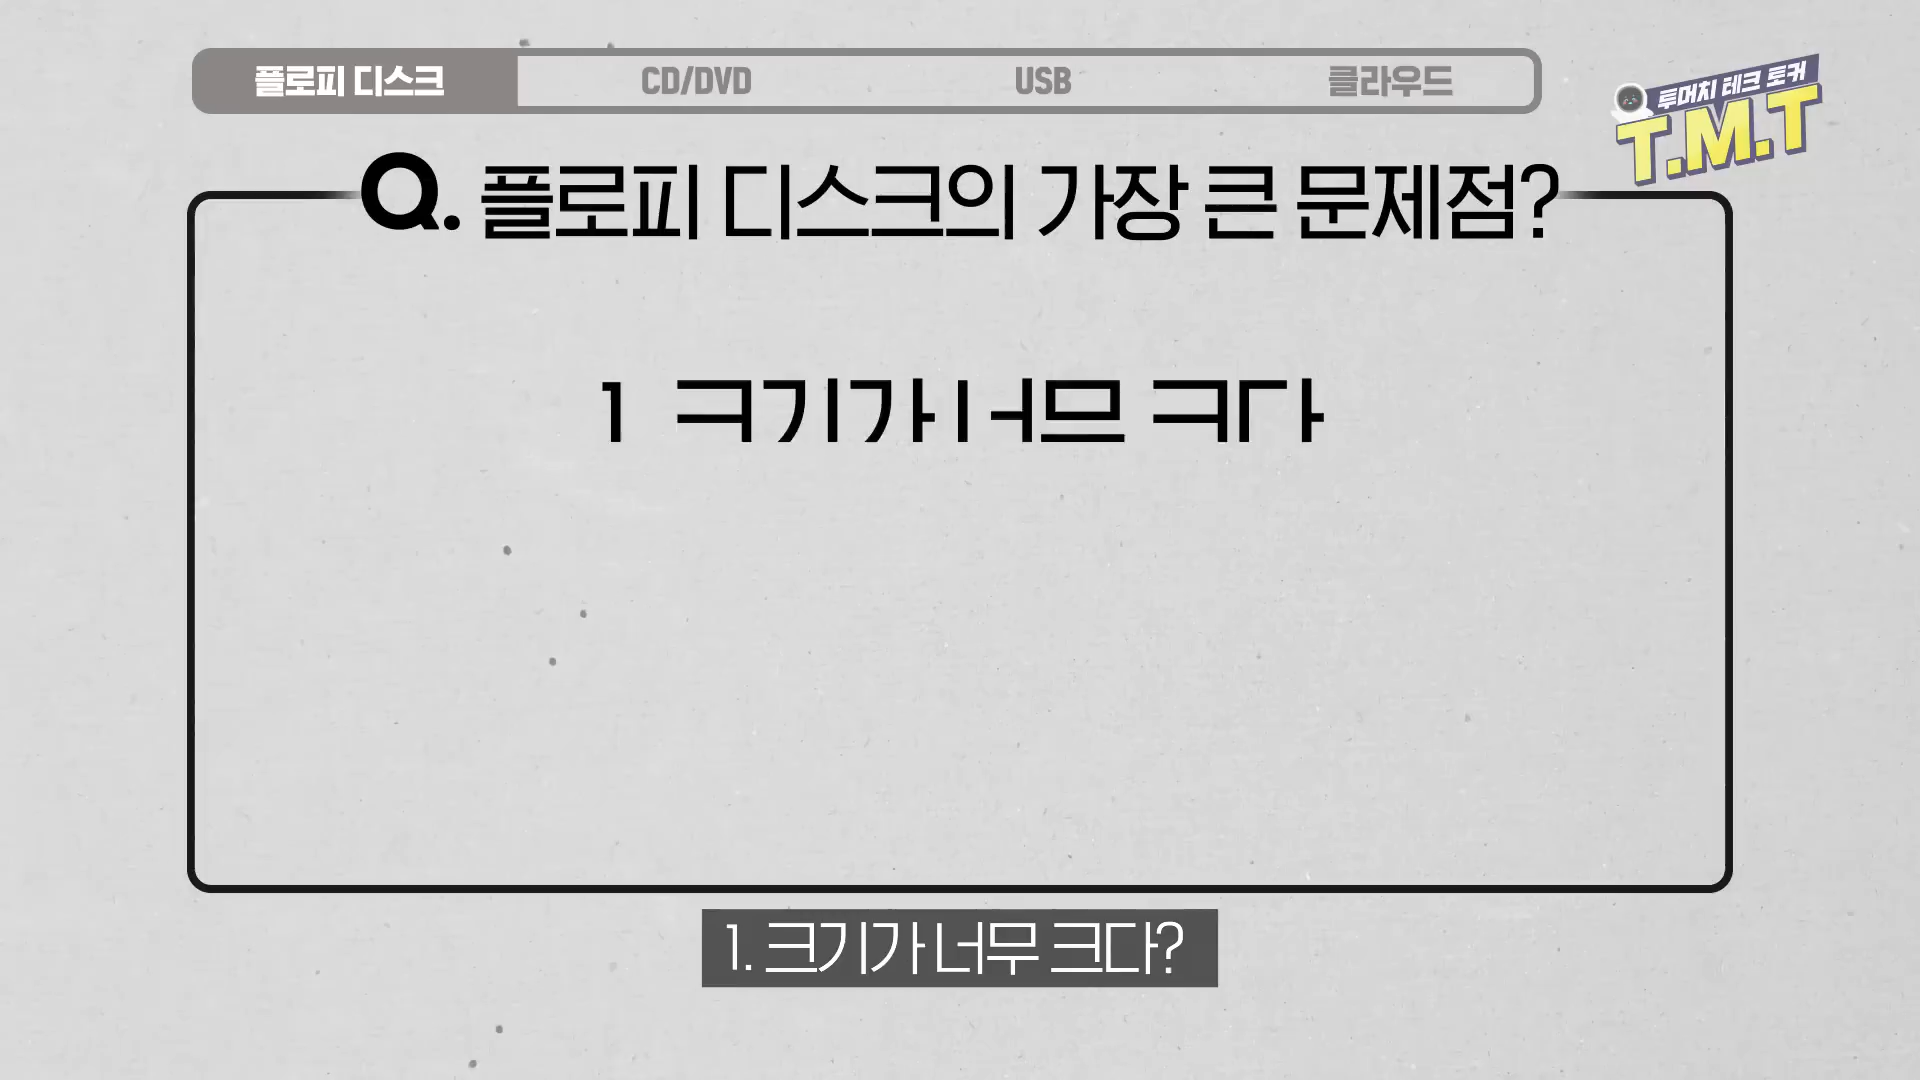 플로피 디스크 CD/DVD USB 클라우드
투머치 테크 토커
T.M.T
Q. 플로피 디스크의 가장 큰 문제점?
1. 크기가 너무 크다
1. 크기가 너무 크다?